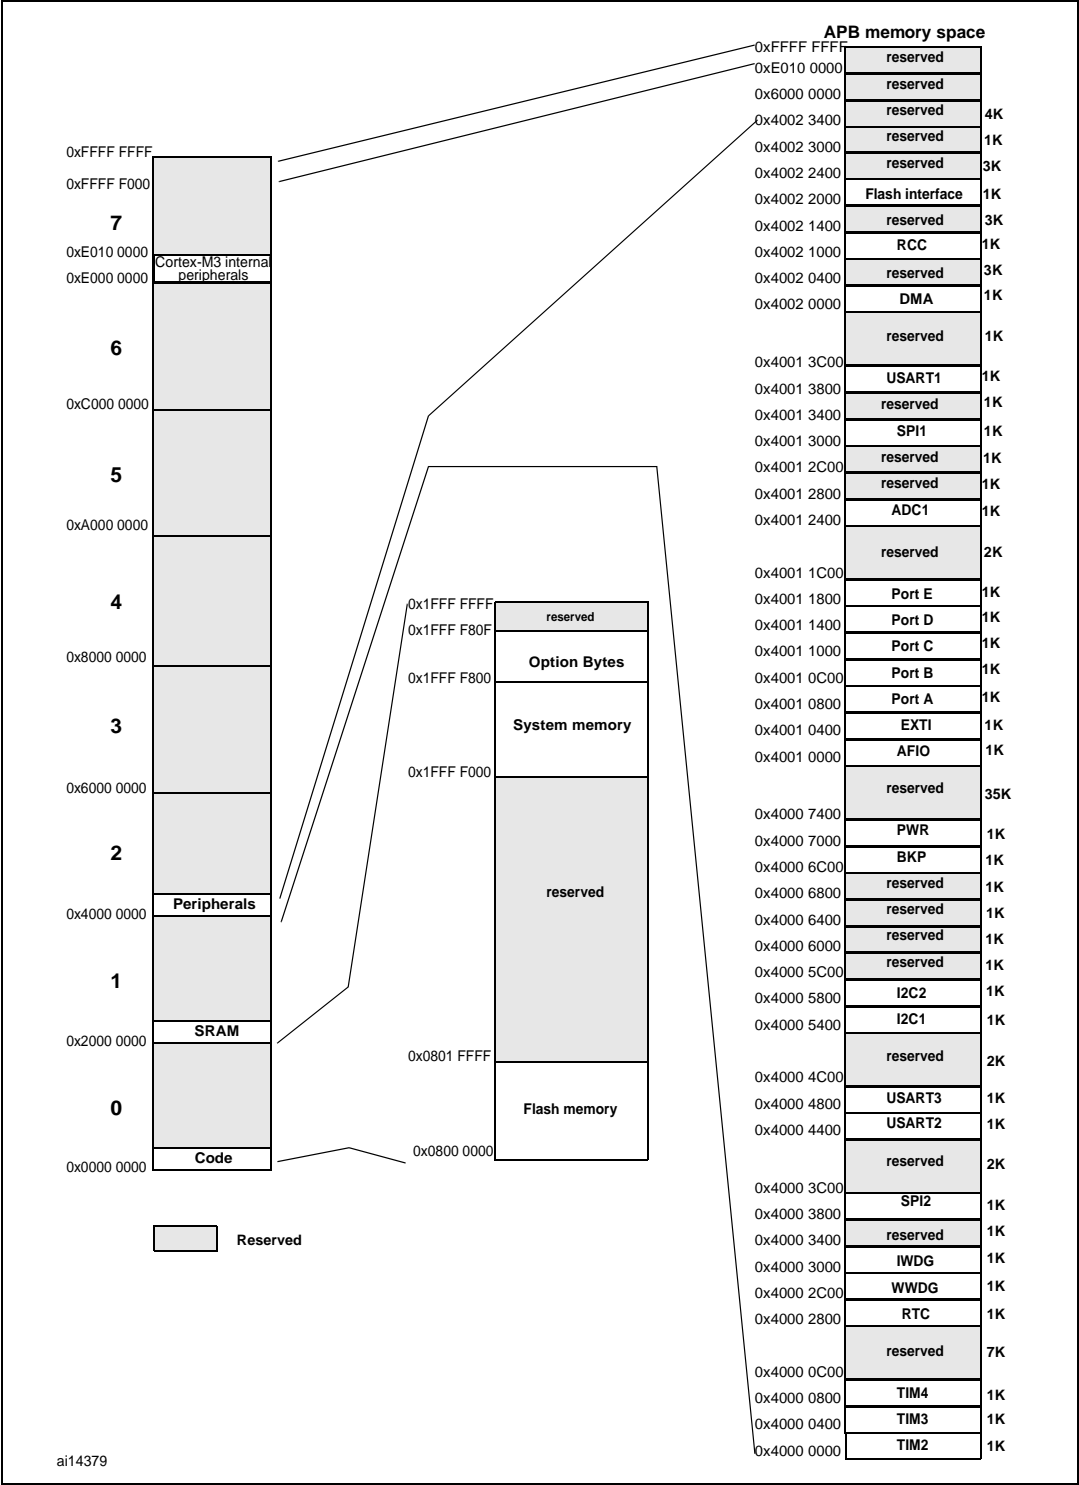 APB memory space
0xFFFF FFFF
reserved
0xE010 0000
reserved
0x6000 0000
reserved
4K
0x4002 3400
reserved
1K
0x4002 3000
reserved
3K
0x4002 2400
Flash interface
1K
0x4002 2000
reserved
3K
0x4002 1400
RCC
1K
0x4002 1000
reserved
3K
0x4002 0400
DMA
1K
0x4002 0000
reserved
1K
0x4001 3C00
USART1
1K
0x4001 3800
reserved
1K
0x4001 3400
SPI1
1K
0x4001 3000
reserved
1K
0x4001 2C00
reserved
1K
0x4001 2800
ADC1
1K
0x4001 2400
reserved
2K
0x4001 1C00
Port E
1K
0x4001 1800
Port D
1K
0x4001 1400
Port C
1K
0x4001 1000
Port B
1K
0x4001 0C00
Port A
1K
0x4001 0800
EXTI
1K
0x4001 0400
AFIO
1K
0x4001 0000
reserved
35K
0x4000 7400
PWR
1K
0x4000 7000
BKP
1K
0x4000 6C00
reserved
1K
0x4000 6800
reserved
1K
0x4000 6400
reserved
1K
0x4000 6000
reserved
1K
0x4000 5C00
I2C2
1K
0x4000 5800
I2C1
1K
0x4000 5400
reserved
2K
0x4000 4C00
USART3
1K
0x4000 4800
USART2
1K
0x4000 4400
reserved
2K
0x4000 3C00
SPI2
1K
0x4000 3800
reserved
1K
0x4000 3400
IWDG
1K
0x4000 3000
WWDG
1K
0x4000 2C00
RTC
1K
0x4000 2800
reserved
7K
0x4000 0C00
TIM4
1K
0x4000 0800
TIM3
1K
0x4000 0400
TIM2
1K
0x4000 0000
0xFFFF FFFF
0xFFFF F000
7
0xE010 0000
Cortex-M3 internal
peripherals
0xE000 0000
6
0xC000 0000
5
0xA000 0000
4
0x8000 0000
3
0x6000 0000
2
Peripherals
0x4000 0000
1
SRAM
0x2000 0000
0
Code
0x0000 0000
0x1FFF FFFF
reserved
0x1FFF F80F
Option Bytes
0x1FFF F800
System memory
0x1FFF F000
reserved
0x0801 FFFF
Flash memory
0x0800 0000
Reserved
ai14379